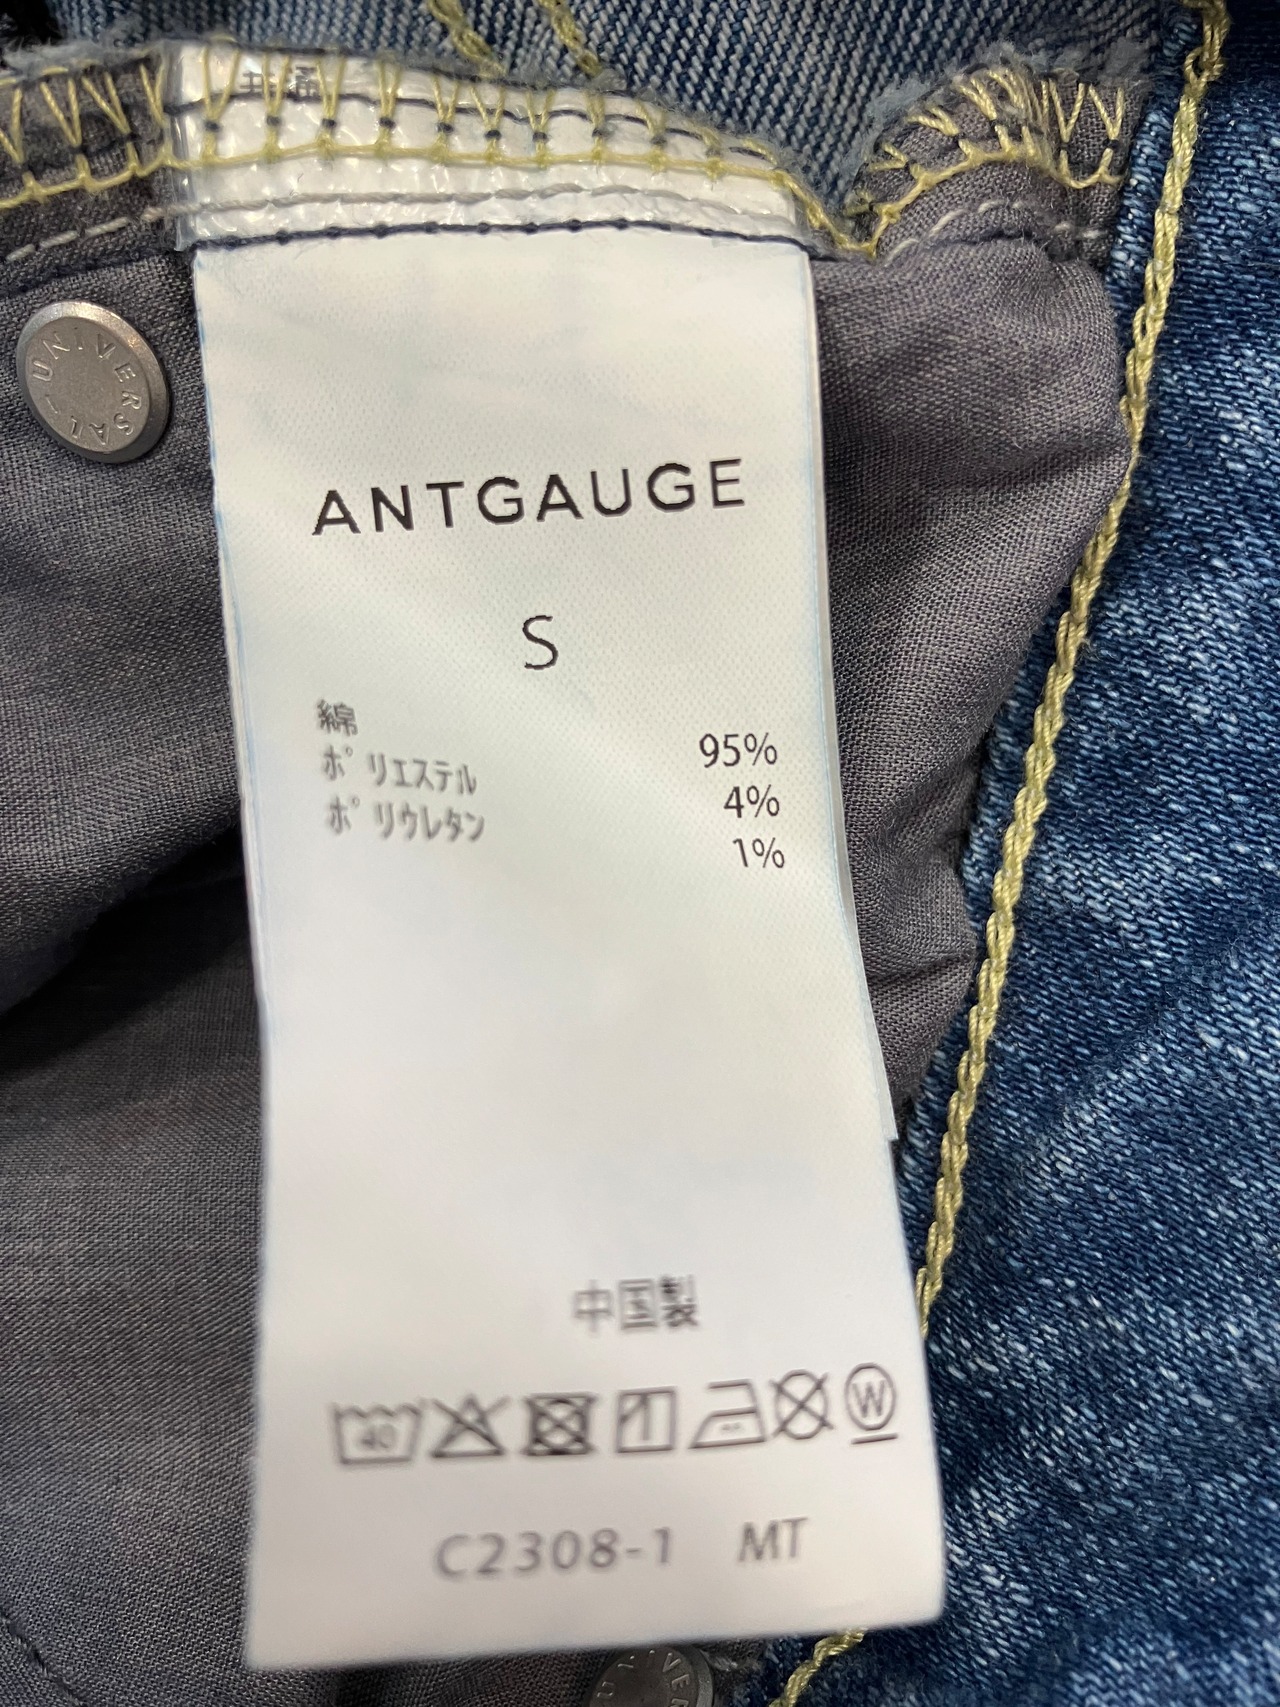 UNIVERSAL
ANTGAUGE
S
綿 95%
ポリエステル 4%
ポリウレタン 1%
中国製
40
W
C2308-1 MT